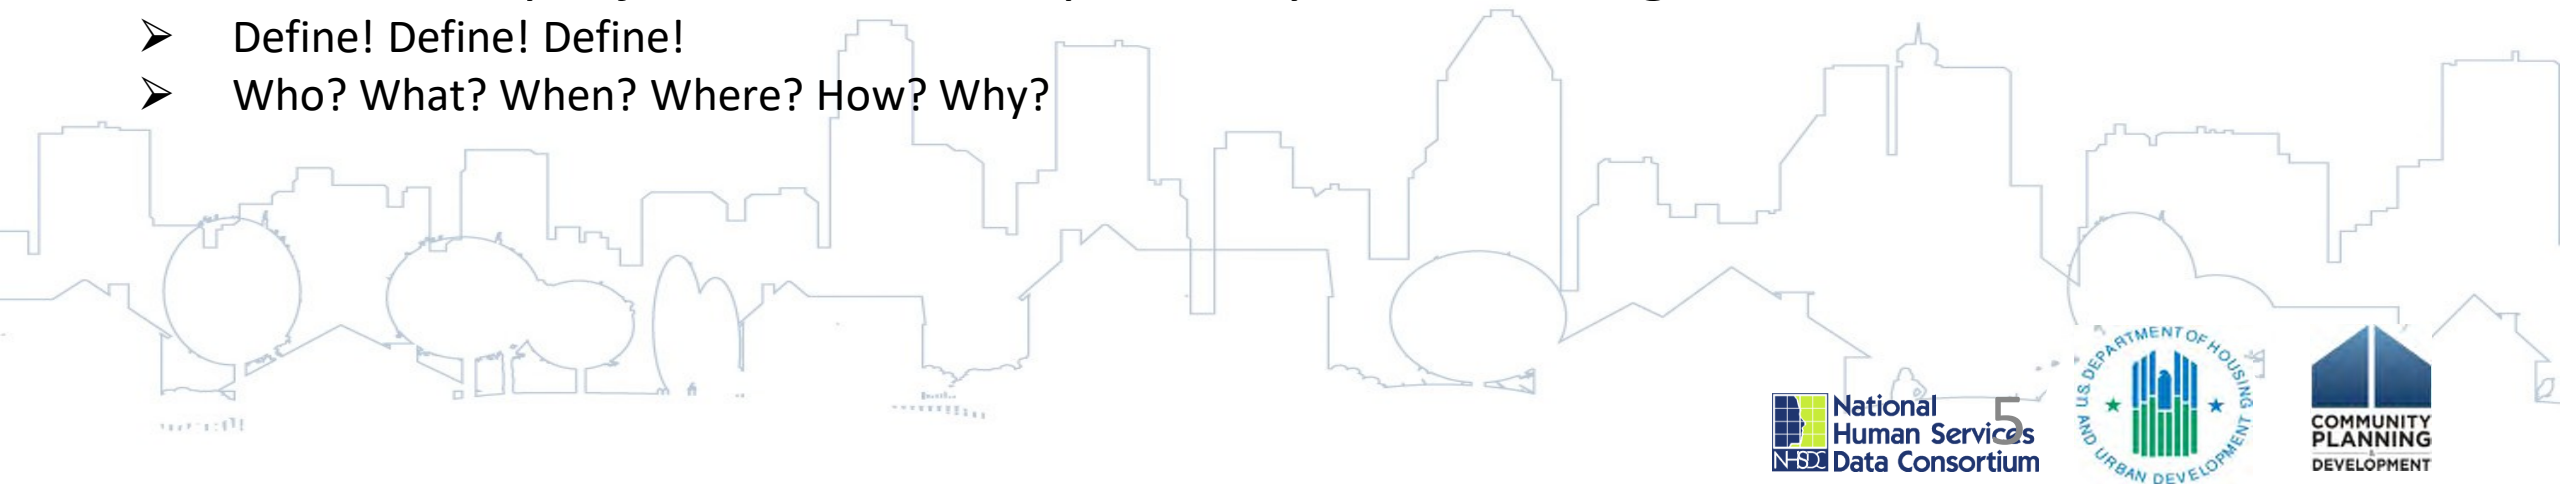 ➢ Define! Define! Define!
➢ Who? What? When? Where? How? Why?
National
Human Services
NHSDC Data Consortium
5
U.S. DEPARTMENT OF HOUSING
AND URBAN DEVELOPMENT
COMMUNITY
PLANNING
&
DEVELOPMENT